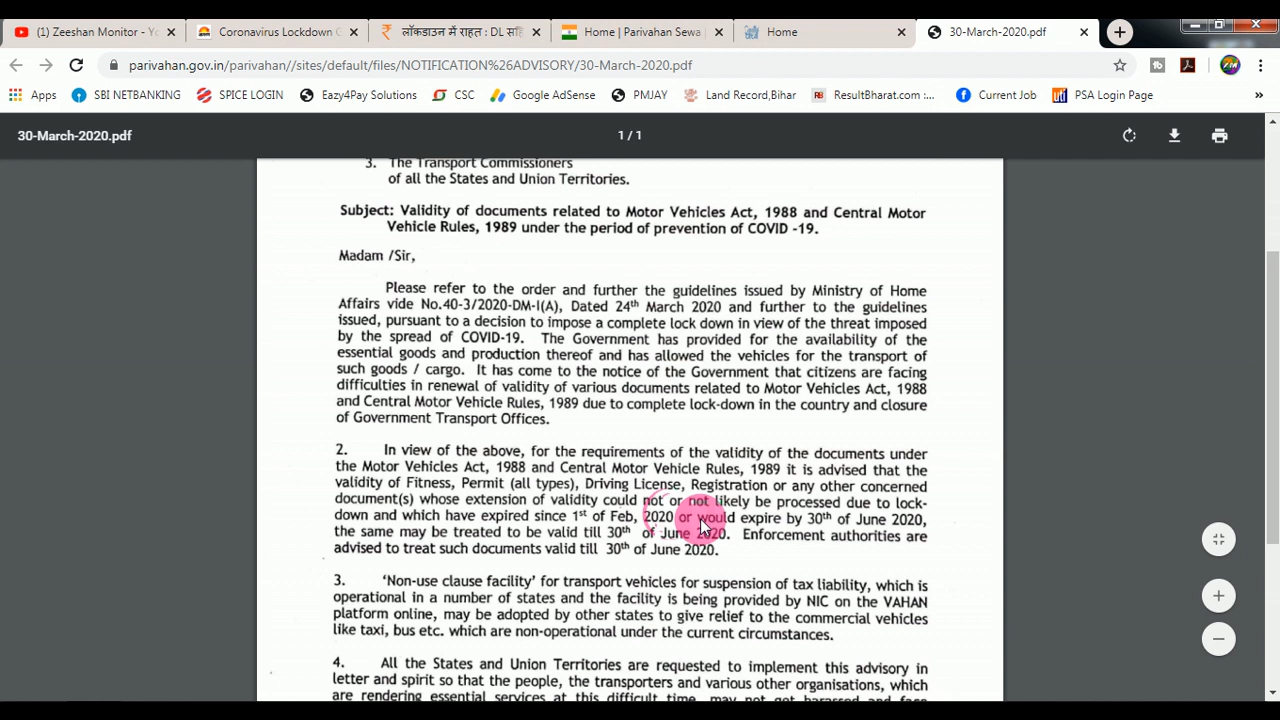 (1) Zeeshan Monitor - Yo
Coronavirus Lockdown
लॉकडाउन में राहत : DL
Home | Parivahan Sewa
Home
30-March-2020.pdf
parivahan.gov.in/parivahan//sites/default/files/NOTIFICATION%26ADVISORY/30-March-2020.pdf
Apps
SBI NETBANKING
SPICE LOGIN
Eazy4Pay Solutions
CSC
Google AdSense
PMJAY
Land Record,Bihar
ResultBharat.com :...
Current Job
uti
PSA Login Page
»
30-March-2020.pdf
1 / 1
3. The Transport Commissioners
of all the States and Union Territories.
Subject: Validity of documents related to Motor Vehicles Act, 1988 and Central Motor
Vehicle Rules, 1989 under the period of prevention of COVID -19.
Madam /Sir,
Please refer to the order and further the guidelines issued by Ministry of Home
Affairs vide No.40-3/2020-DM-I(A), Dated 24th March 2020 and further to the guidelines
issued, pursuant to a decision to impose a complete lock down in view of the threat imposed
by the spread of COVID-19. The Government has provided for the availability of the
essential goods and production thereof and has allowed the vehicles for the transport of
such goods / cargo. It has come to the notice of the Government that citizens are facing
difficulties in renewal of validity of various documents related to Motor Vehicles Act, 1988
and Central Motor Vehicle Rules, 1989 due to complete lock-down in the country and closure
of Government Transport Offices.
2. In view of the above, for the requirements of the validity of the documents under
the Motor Vehicles Act, 1988 and Central Motor Vehicle Rules, 1989 it is advised that the
validity of Fitness, Permit (all types), Driving License, Registration or any other concerned
document(s) whose extension of validity could not or not likely be processed due to lock-
down and which have expired since 1st of Feb, 2020 or would expire by 30th of June 2020,
the same may be treated to be valid till 30th of June 2020. Enforcement authorities are
advised to treat such documents valid till 30th of June 2020.
3. ‘Non-use clause facility’ for transport vehicles for suspension of tax liability, which is
operational in a number of states and the facility is being provided by NIC on the VAHAN
platform online, may be adopted by other states to give relief to the commercial vehicles
like taxi, bus etc. which are non-operational under the current circumstances.
4. All the States and Union Territories are requested to implement this advisory in
letter and spirit so that the people, the transporters and various other organisations, which
are rendering essential services at this difficult time, may not get harassed and face